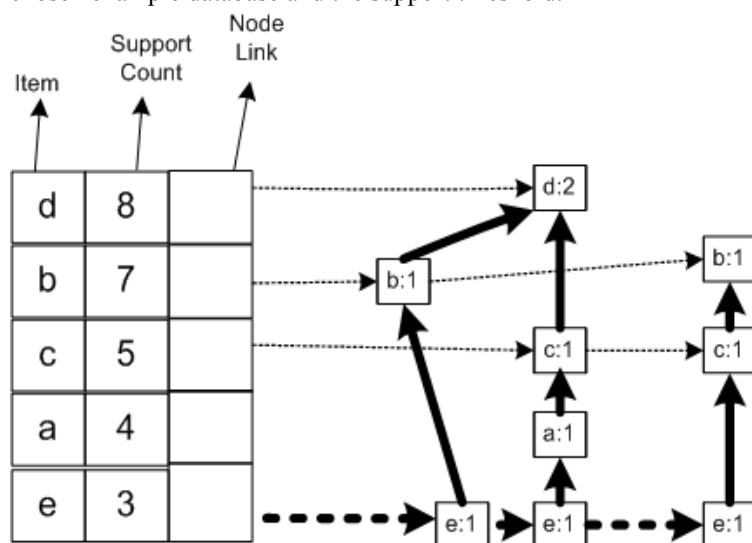 Node
Link
Support
Count
Item
d 8
d:2
b 7
b:1
b:1
c 5
c:1
c:1
a 4
a:1
e 3
e:1
e:1
e:1